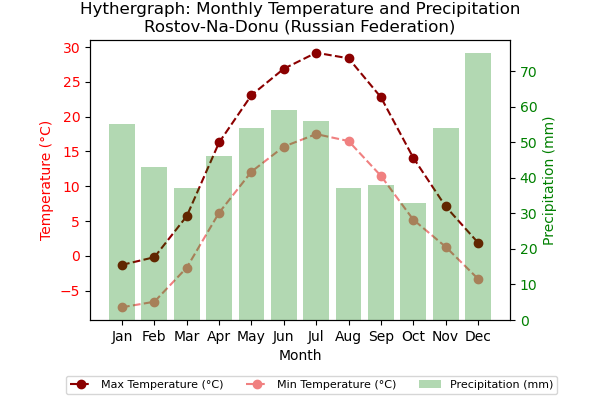 Hythergraph: Monthly Temperature and Precipitation
Rostov-Na-Donu (Russian Federation)
30
25
20
15
10
5
0
−5
Temperature (°C)
70
60
50
40
30
20
10
0
Precipitation (mm)
Jan Feb Mar Apr May Jun Jul Aug Sep Oct Nov Dec
Month
Max Temperature (°C) Min Temperature (°C) Precipitation (mm)